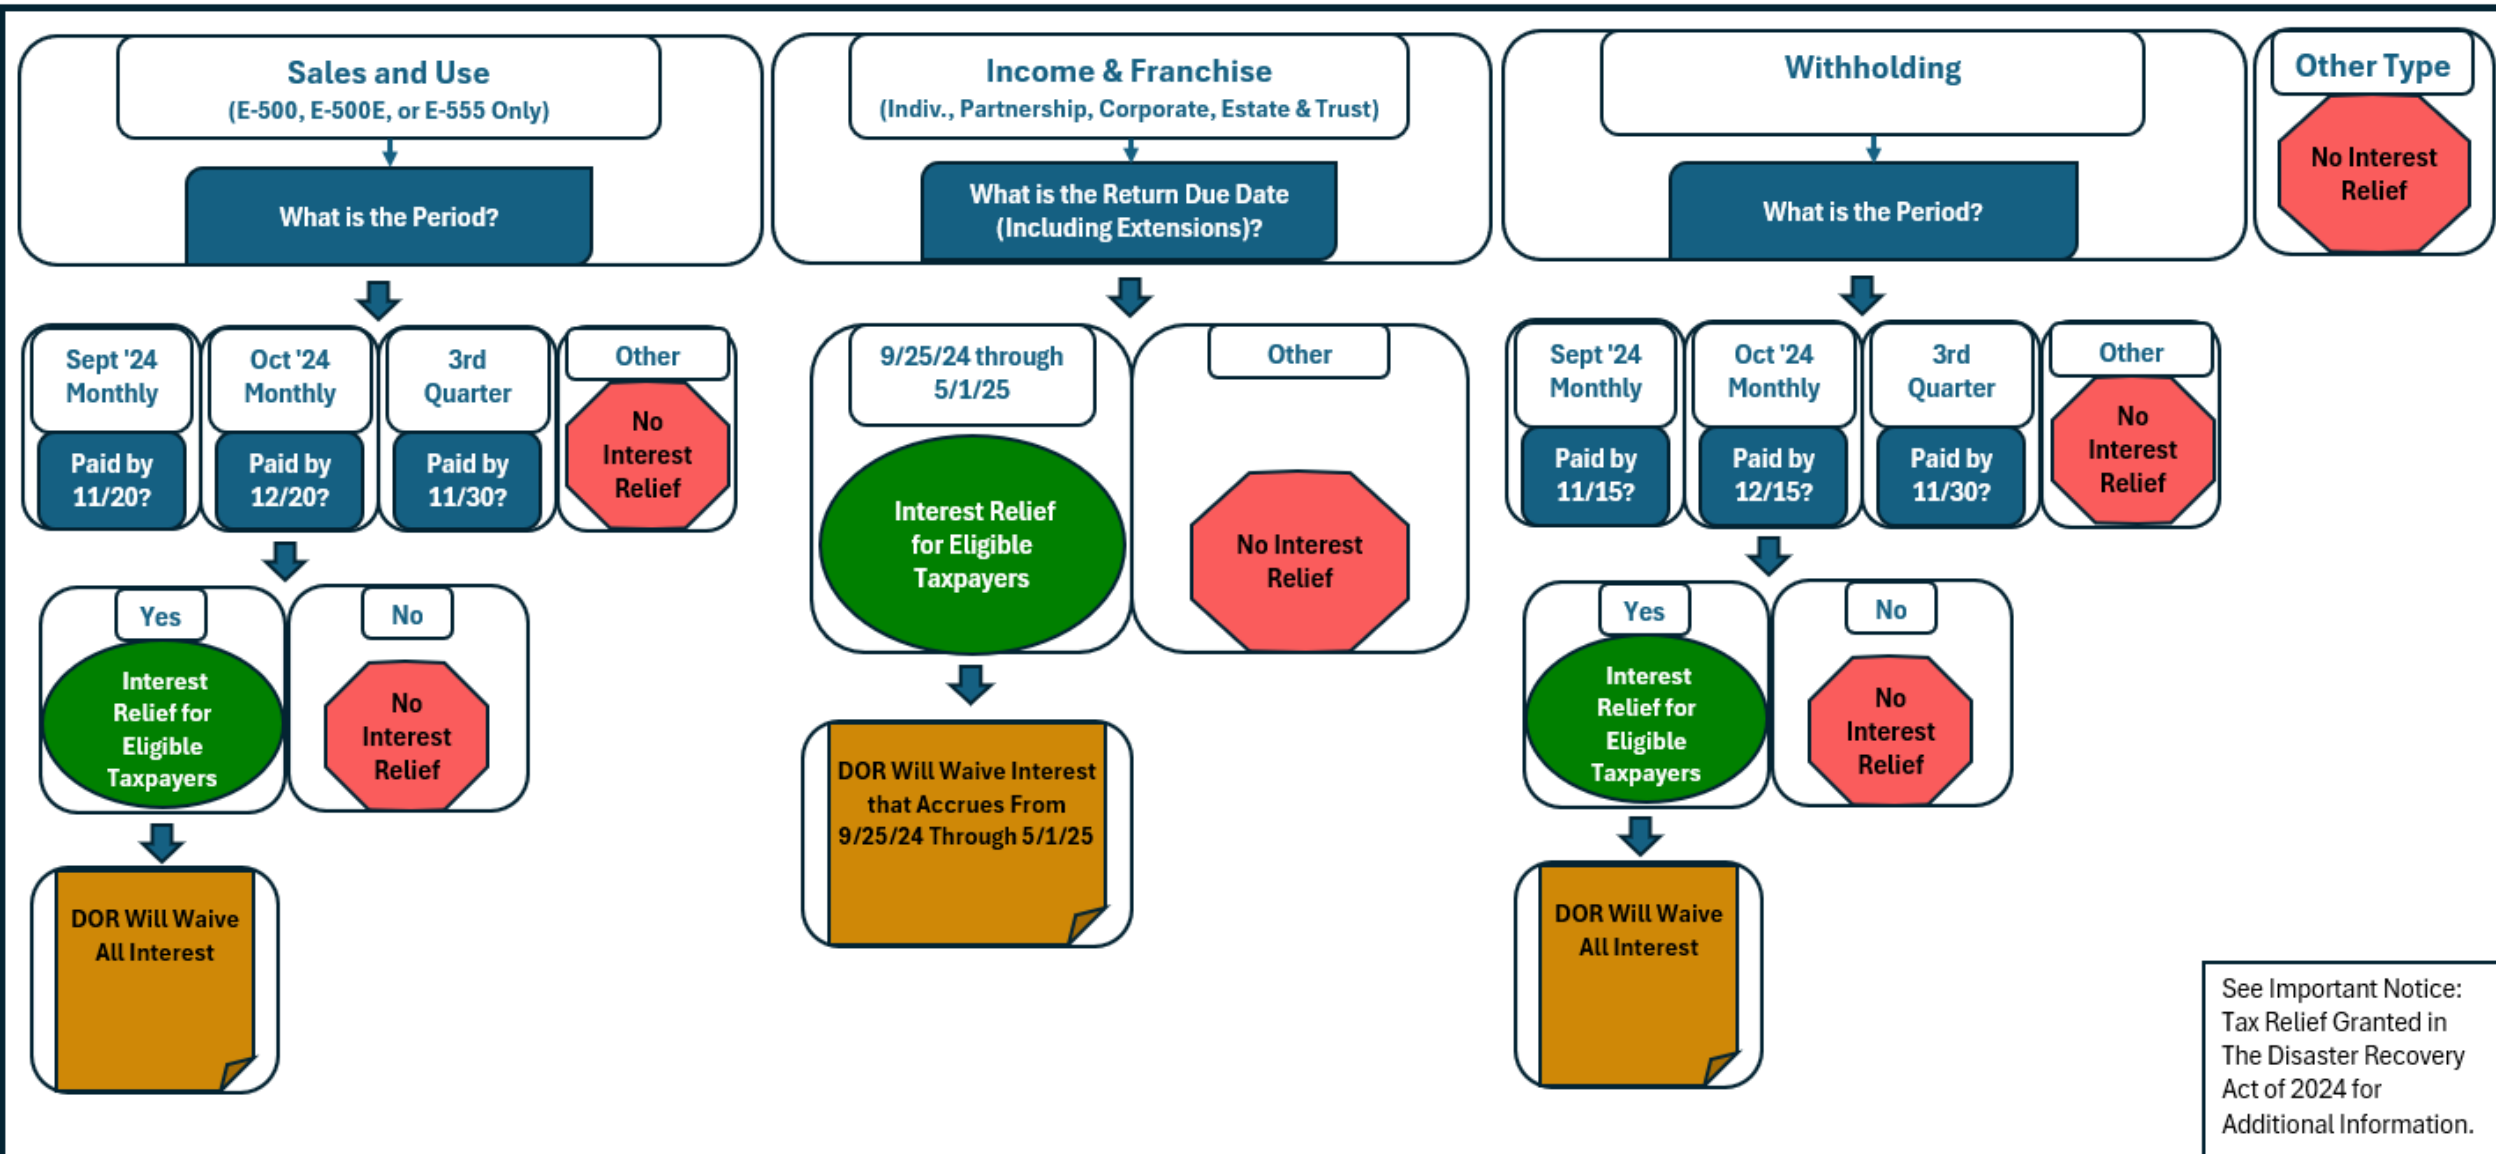 Sales and Use
(E-500, E-500E, or E-555 Only)
What is the Period?
Sept '24
Monthly
Paid by
11/20?
Oct '24
Monthly
Paid by
12/20?
3rd
Quarter
Paid by
11/30?
Other
No
Interest
Relief
Yes
Interest
Relief for
Eligible
Taxpayers
No
No
Interest
Relief
DOR Will Waive
All Interest
Income & Franchise
(Indiv., Partnership, Corporate, Estate & Trust)
What is the Return Due Date
(Including Extensions)?
9/25/24 through
5/1/25
Interest Relief
for Eligible
Taxpayers
Other
No Interest
Relief
DOR Will Waive Interest
that Accrues From
9/25/24 Through 5/1/25
Withholding
What is the Period?
Sept '24
Monthly
Paid by
11/15?
Oct '24
Monthly
Paid by
12/15?
3rd
Quarter
Paid by
11/30?
Other
No
Interest
Relief
Yes
Interest
Relief for
Eligible
Taxpayers
No
No
Interest
Relief
DOR Will Waive
All Interest
Other Type
No Interest
Relief
See Important Notice:
Tax Relief Granted in
The Disaster Recovery
Act of 2024 for
Additional Information.